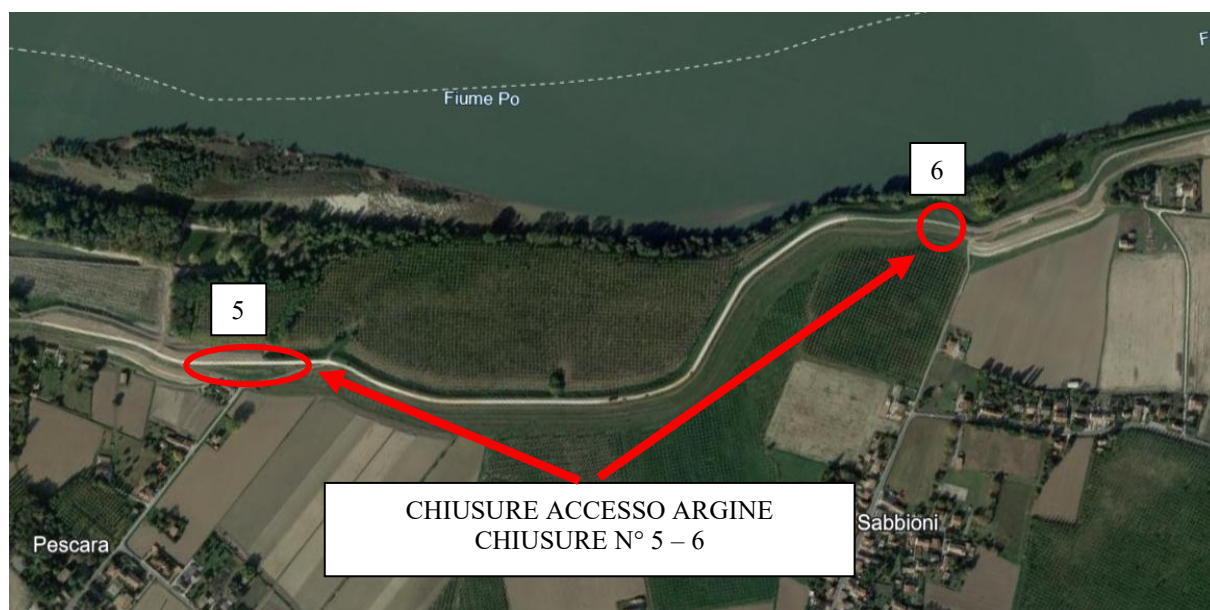 Fiume Po
F
6
5
CHIUSURE ACCESSO ARGINE
CHIUSURE N° 5 – 6
Sabbioni
Pescara